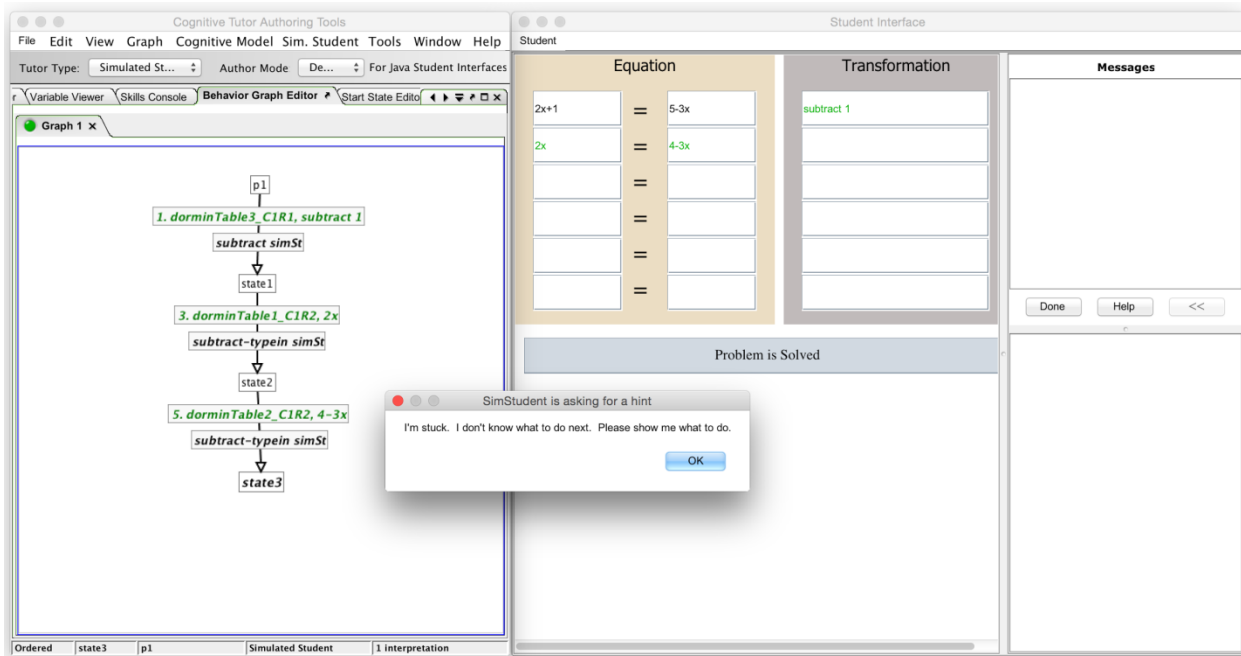 Cognitive Tutor Authoring Tools
File Edit View Graph Cognitive Model Sim. Student Tools Window Help
Tutor Type: Simulated St... Author Mode De... For Java Student Interfaces
r Variable Viewer Skills Console Behavior Graph Editor Start State Edito
Graph 1 x
p1
1. dorminTable3_C1R1, subtract 1
subtract simSt
state1
3. dorminTable1_C1R2, 2x
subtract-typein simSt
state2
5. dorminTable2_C1R2, 4-3x
subtract-typein simSt
state3
Ordered state3 p1 Simulated Student 1 interpretation
Student Interface
Student
Equation Transformation
2x+1 = 5-3x subtract 1
2x = 4-3x
=
=
=
=
Problem is Solved
Messages
Done Help <<
SimStudent is asking for a hint
I'm stuck. I don't know what to do next. Please show me what to do.
OK